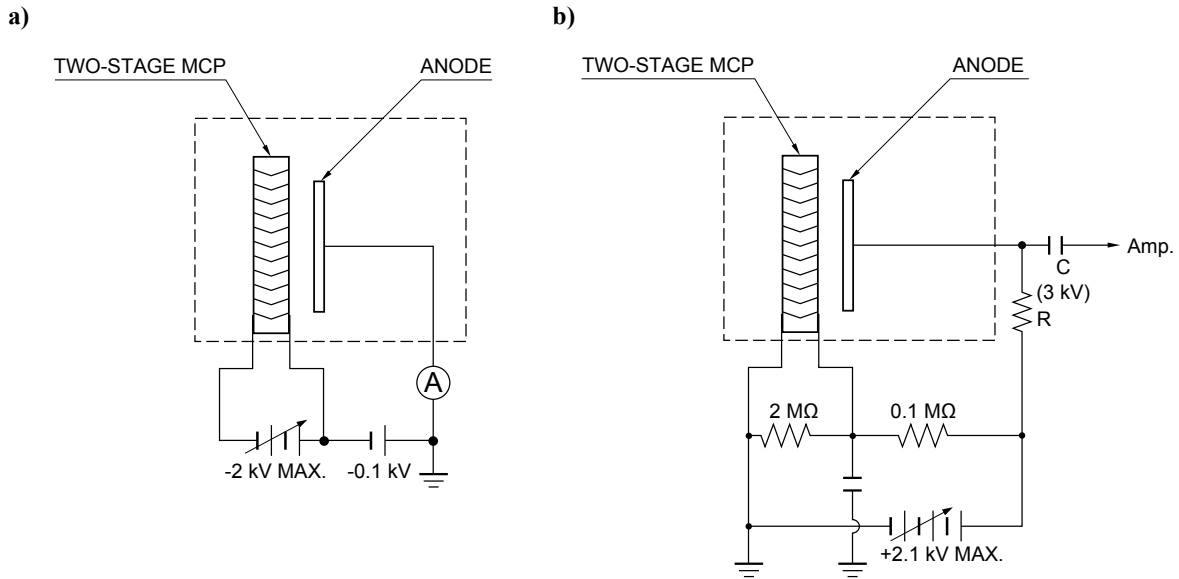 a)
TWO-STAGE MCP
ANODE
A
-2 kV MAX.
-0.1 kV
b)
TWO-STAGE MCP
ANODE
Amp.
C
(3 kV)
R
2 MΩ
0.1 MΩ
+2.1 kV MAX.